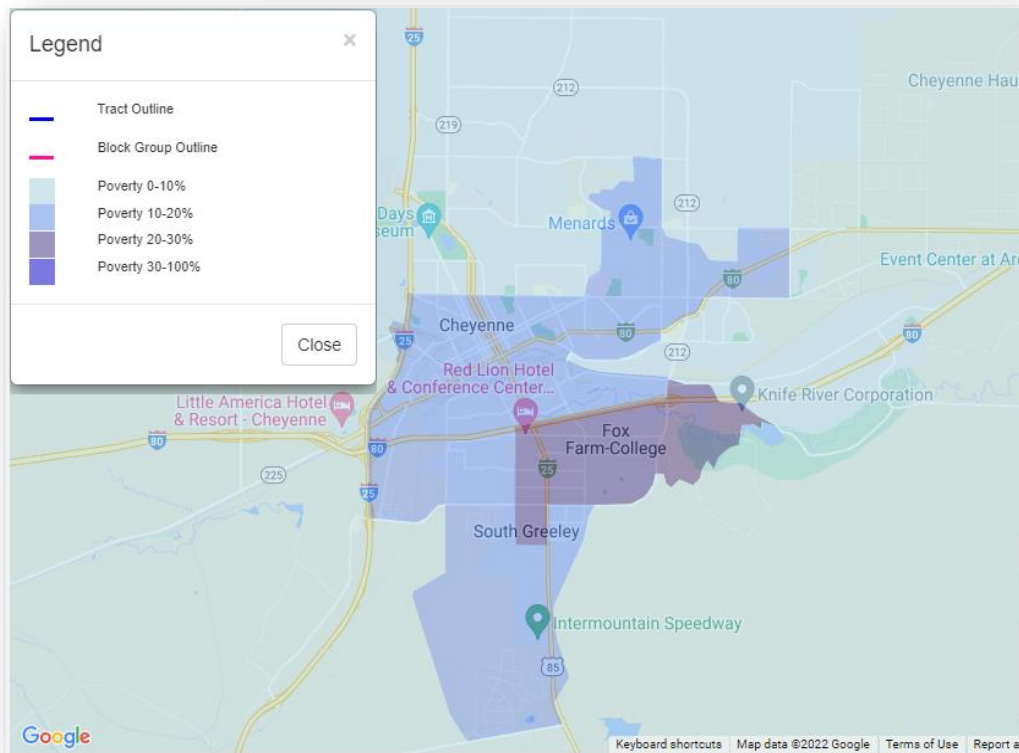 Legend
×
Tract Outline
Block Group Outline
Poverty 0-10%
Poverty 10-20%
Poverty 20-30%
Poverty 30-100%
Close
25
212
219
212
Cheyenne Hau
Days
seum
Menards
Event Center at Are
80
Cheyenne
25
80
80
212
Red Lion Hotel
& Conference Center...
Little America Hotel
& Resort - Cheyenne
Knife River Corporation
Fox
Farm-College
80
80
225
25
25
South Greeley
Intermountain Speedway
85
Google
Keyboard shortcuts
Map data ©2022 Google
Terms of Use
Report a